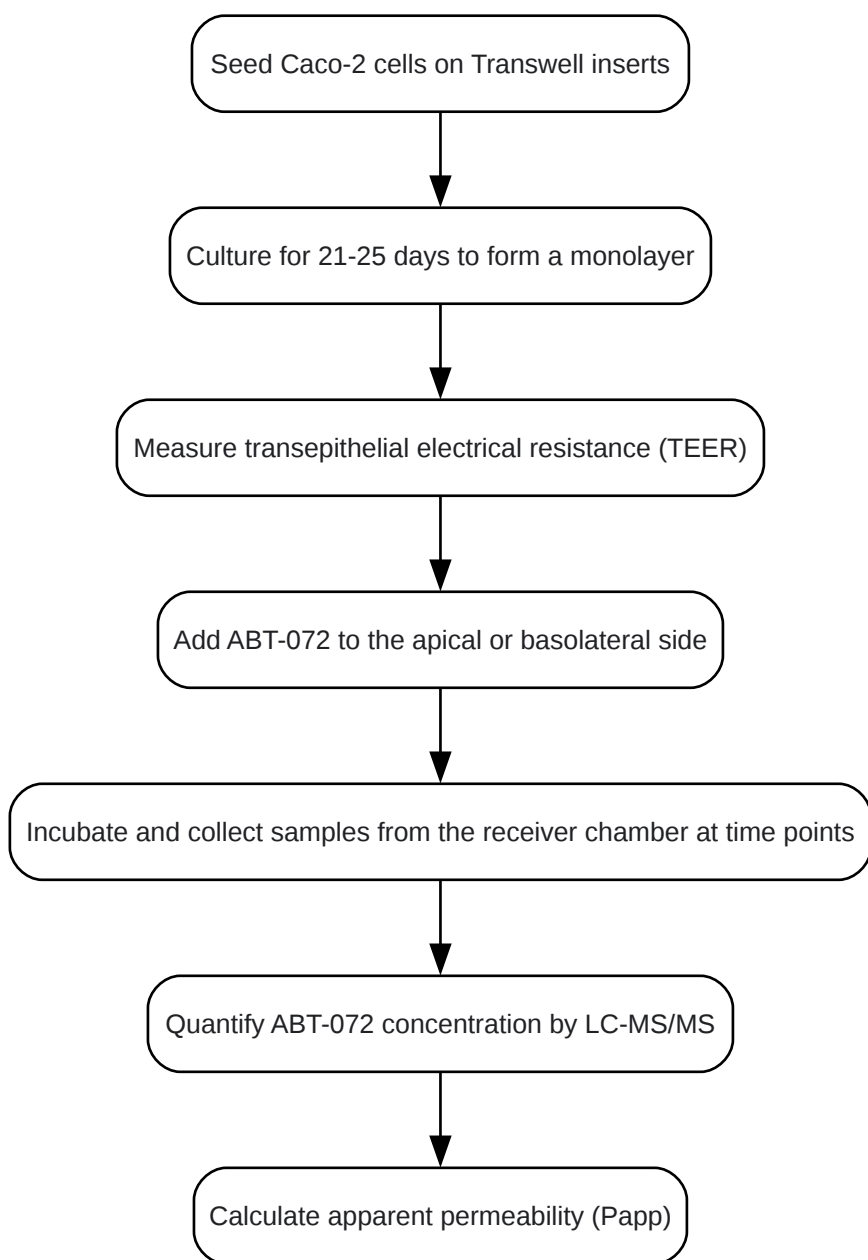 Seed Caco-2 cells on Transwell inserts
Culture for 21-25 days to form a monolayer
Measure transepithelial electrical resistance (TEER)
Add ABT-072 to the apical or basolateral side
Incubate and collect samples from the receiver chamber at time points
Quantify ABT-072 concentration by LC-MS/MS
Calculate apparent permeability (Papp)